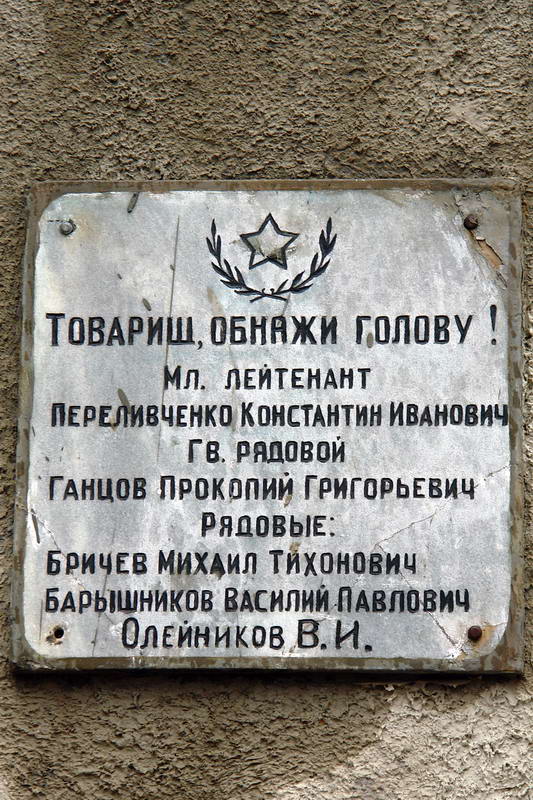 Товарищ, обнажи голову!
Мл. лейтенант
Переливченко Константин Иванович
Гв. рядовой
Ганцов Прокопий Григорьевич
Рядовые:
Бричев Михаил Тихонович
Барышников Василий Павлович
Олейников В.И.